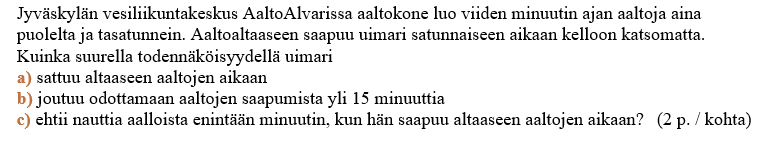 Jyväskylän vesiliikuntakeskus AaltoAlvarissa aaltokone luo viiden minuutin ajan aaltoja aina
puolelta ja tasatunnein. Aaltoaltaaseen saapuu uimari satunnaiseen aikaan kelloon katsomatta.
Kuinka suurella todennäköisyydellä uimari
a) sattuu altaaseen aaltojen aikaan
b) joutuu odottamaan aaltojen saapumista yli 15 minuuttia
c) ehtii nauttia aalloista enintään minuutin, kun hän saapuu altaaseen aaltojen aikaan? (2 p. / kohta)